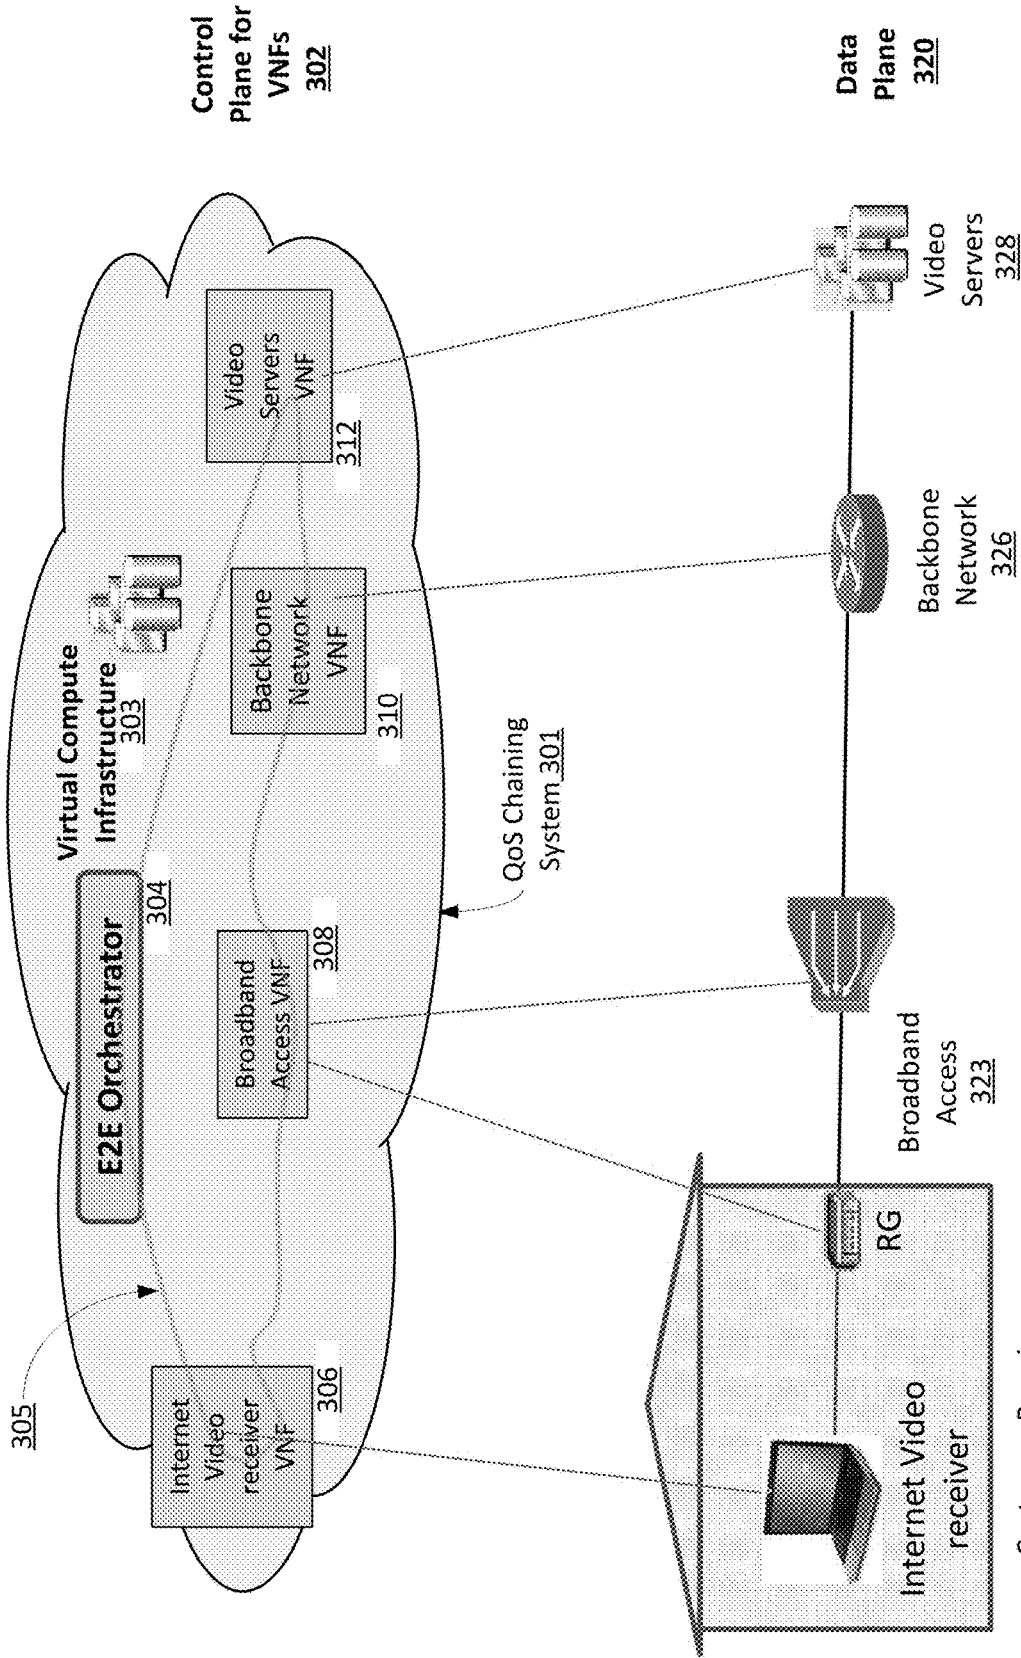 Control
Plane for
VNFs
302
Virtual Compute
Infrastructure
303
E2E Orchestrator
304
305
Internet
Video
receiver
VNF
306
Broadband
Access VNF
308
Backbone
Network
VNF
310
Video
Servers
VNF
312
QoS Chaining
System 301
Data
Plane
320
Internet Video
receiver
RG
Broadband
Access
323
Backbone
Network
326
Video
Servers
328